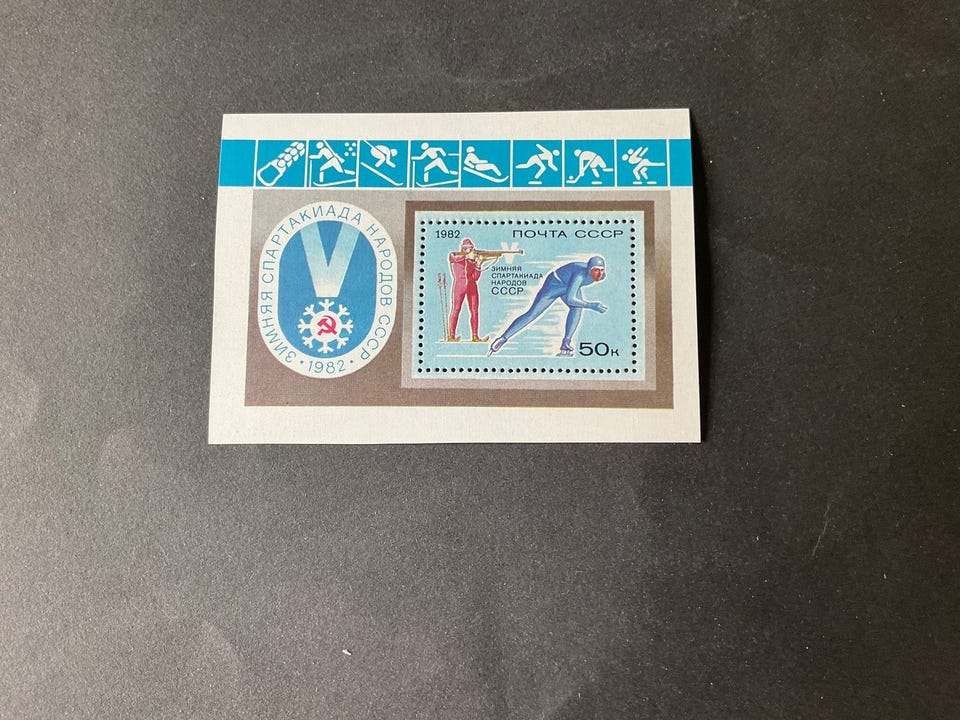 ЗИМНЯЯ СПАРТАКИАДА НАРОДОВ СССР
• 1982 •
V
1982 ПОЧТА СССР
V
ЗИМНЯЯ
СПАРТАКИАДА
НАРОДОВ
СССР
50к